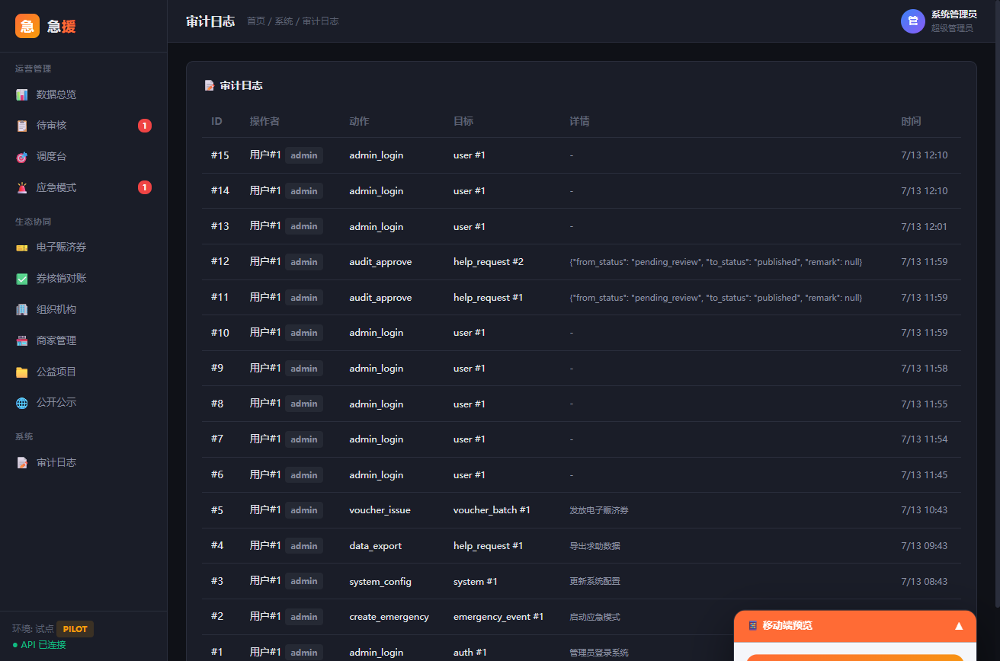 急 急援
运营管理
数据总览
待审核 1
调度台
应急模式 1
生态协同
电子赈济券
券核销对账
组织机构
商家管理
公益项目
公开公示
系统
审计日志
环境: 试点 PILOT
API 已连接
审计日志 首页 / 系统 / 审计日志
管 系统管理员
超级管理员
审计日志
ID 操作者 动作 目标 详情 时间
#15 用户#1 admin admin_login user #1 - 7/13 12:10
#14 用户#1 admin admin_login user #1 - 7/13 12:10
#13 用户#1 admin admin_login user #1 - 7/13 12:01
#12 用户#1 admin audit_approve help_request #2 {"from_status": "pending_review", "to_status": "published", "remark": null} 7/13 11:59
#11 用户#1 admin audit_approve help_request #1 {"from_status": "pending_review", "to_status": "published", "remark": null} 7/13 11:59
#10 用户#1 admin admin_login user #1 - 7/13 11:59
#9 用户#1 admin admin_login user #1 - 7/13 11:58
#8 用户#1 admin admin_login user #1 - 7/13 11:55
#7 用户#1 admin admin_login user #1 - 7/13 11:54
#6 用户#1 admin admin_login user #1 - 7/13 11:45
#5 用户#1 admin voucher_issue voucher_batch #1 发放电子赈济券 7/13 10:43
#4 用户#1 admin data_export help_request #1 导出求助数据 7/13 09:43
#3 用户#1 admin system_config system #1 更新系统配置 7/13 08:43
#2 用户#1 admin create_emergency emergency_event #1 启动应急模式
#1 用户#1 admin admin_login auth #1 管理员登录系统
移动端预览 ▲